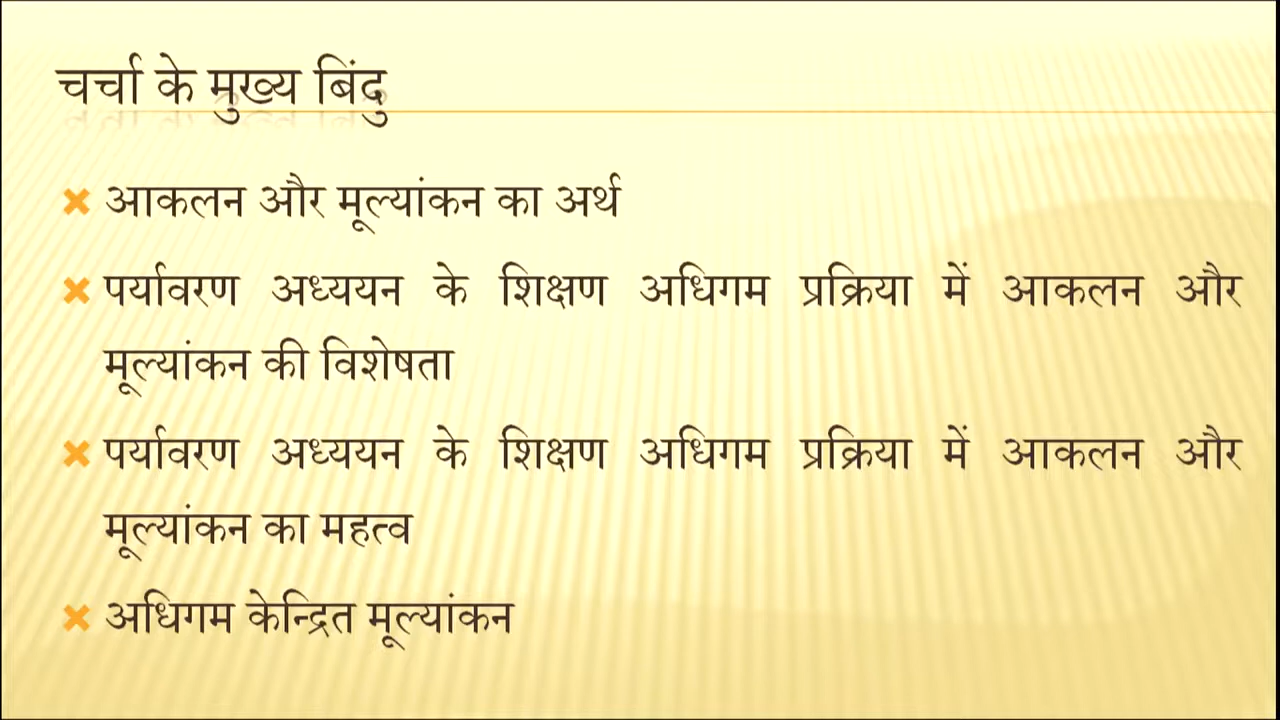 चर्चा के मुख्य बिंदु
आकलन और मूल्यांकन का अर्थ
पर्यावरण अध्ययन के शिक्षण अधिगम प्रक्रिया में आकलन और
मूल्यांकन की विशेषता
पर्यावरण अध्ययन के शिक्षण अधिगम प्रक्रिया में आकलन और
मूल्यांकन का महत्व
अधिगम केन्द्रित मूल्यांकन